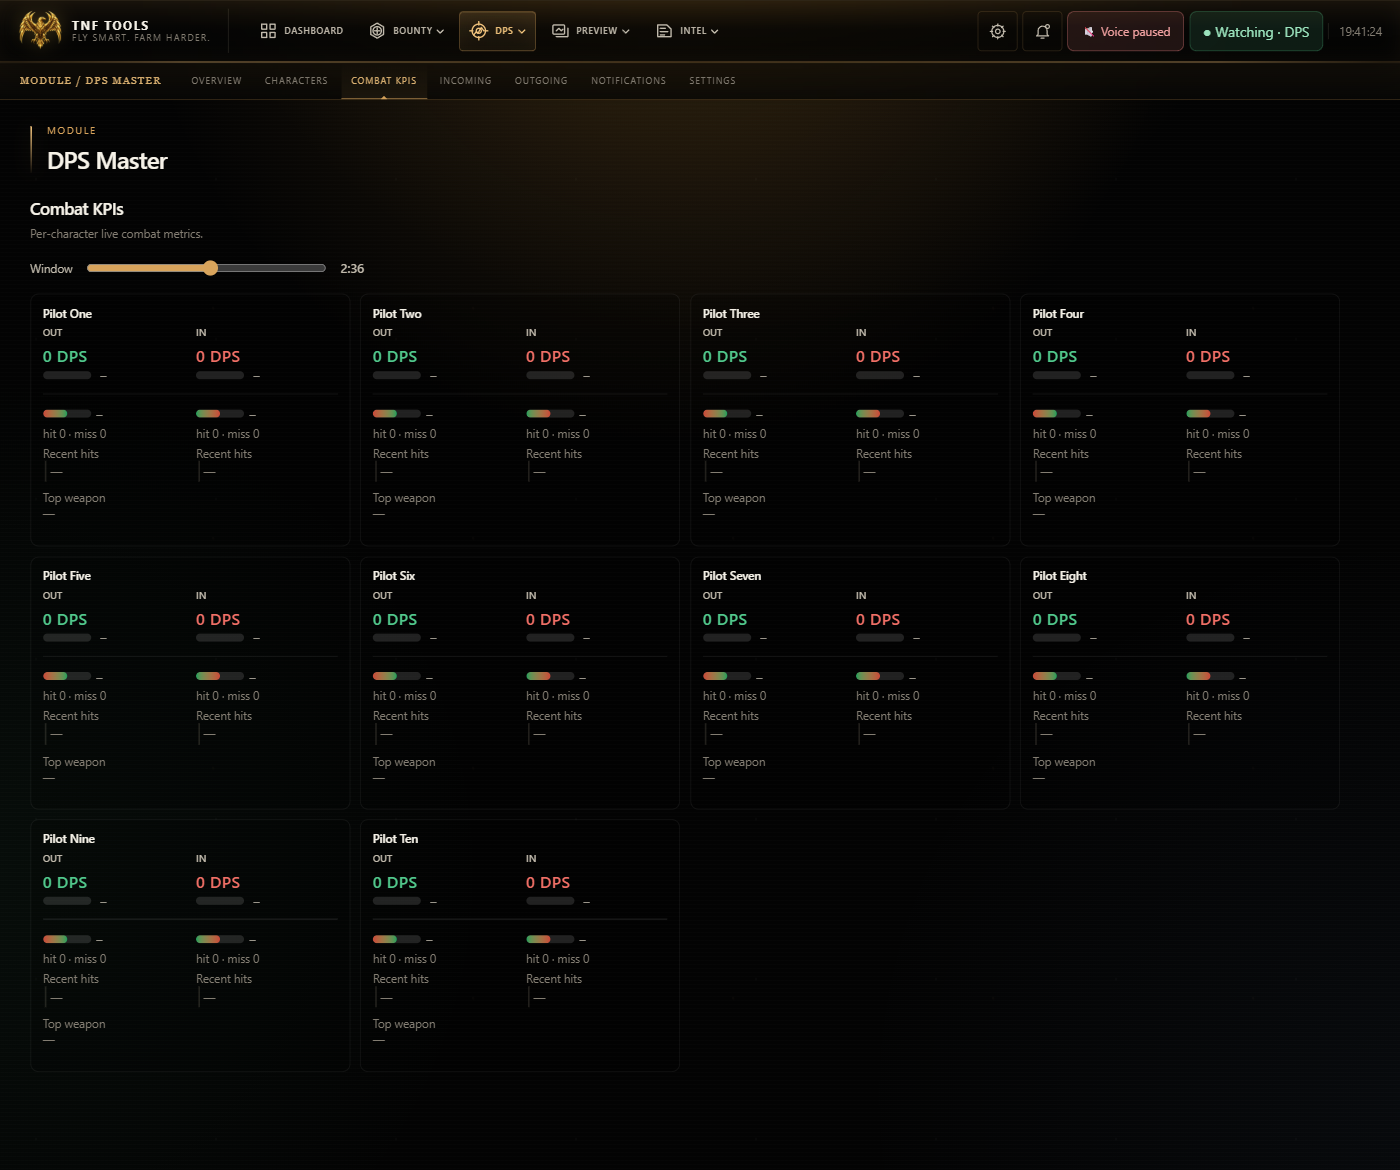 TNF TOOLS
FLY SMART. FARM HARDER.
DASHBOARD
BOUNTY
DPS
PREVIEW
INTEL
Voice paused
Watching · DPS
19:41:24
MODULE / DPS MASTER
OVERVIEW
CHARACTERS
COMBAT KPIS
INCOMING
OUTGOING
NOTIFICATIONS
SETTINGS
MODULE
DPS Master
Combat KPIs
Per-character live combat metrics.
Window 2:36
Pilot One
OUT IN
0 DPS 0 DPS
– –
– –
hit 0 · miss 0 hit 0 · miss 0
Recent hits Recent hits
— —
Top weapon
—
Pilot Two
OUT IN
0 DPS 0 DPS
– –
– –
hit 0 · miss 0 hit 0 · miss 0
Recent hits Recent hits
— —
Top weapon
—
Pilot Three
OUT IN
0 DPS 0 DPS
– –
– –
hit 0 · miss 0 hit 0 · miss 0
Recent hits Recent hits
— —
Top weapon
—
Pilot Four
OUT IN
0 DPS 0 DPS
– –
– –
hit 0 · miss 0 hit 0 · miss 0
Recent hits Recent hits
— —
Top weapon
—
Pilot Five
OUT IN
0 DPS 0 DPS
– –
– –
hit 0 · miss 0 hit 0 · miss 0
Recent hits Recent hits
— —
Top weapon
—
Pilot Six
OUT IN
0 DPS 0 DPS
– –
– –
hit 0 · miss 0 hit 0 · miss 0
Recent hits Recent hits
— —
Top weapon
—
Pilot Seven
OUT IN
0 DPS 0 DPS
– –
– –
hit 0 · miss 0 hit 0 · miss 0
Recent hits Recent hits
— —
Top weapon
—
Pilot Eight
OUT IN
0 DPS 0 DPS
– –
– –
hit 0 · miss 0 hit 0 · miss 0
Recent hits Recent hits
— —
Top weapon
—
Pilot Nine
OUT IN
0 DPS 0 DPS
– –
– –
hit 0 · miss 0 hit 0 · miss 0
Recent hits Recent hits
— —
Top weapon
—
Pilot Ten
OUT IN
0 DPS 0 DPS
– –
– –
hit 0 · miss 0 hit 0 · miss 0
Recent hits Recent hits
— —
Top weapon
—